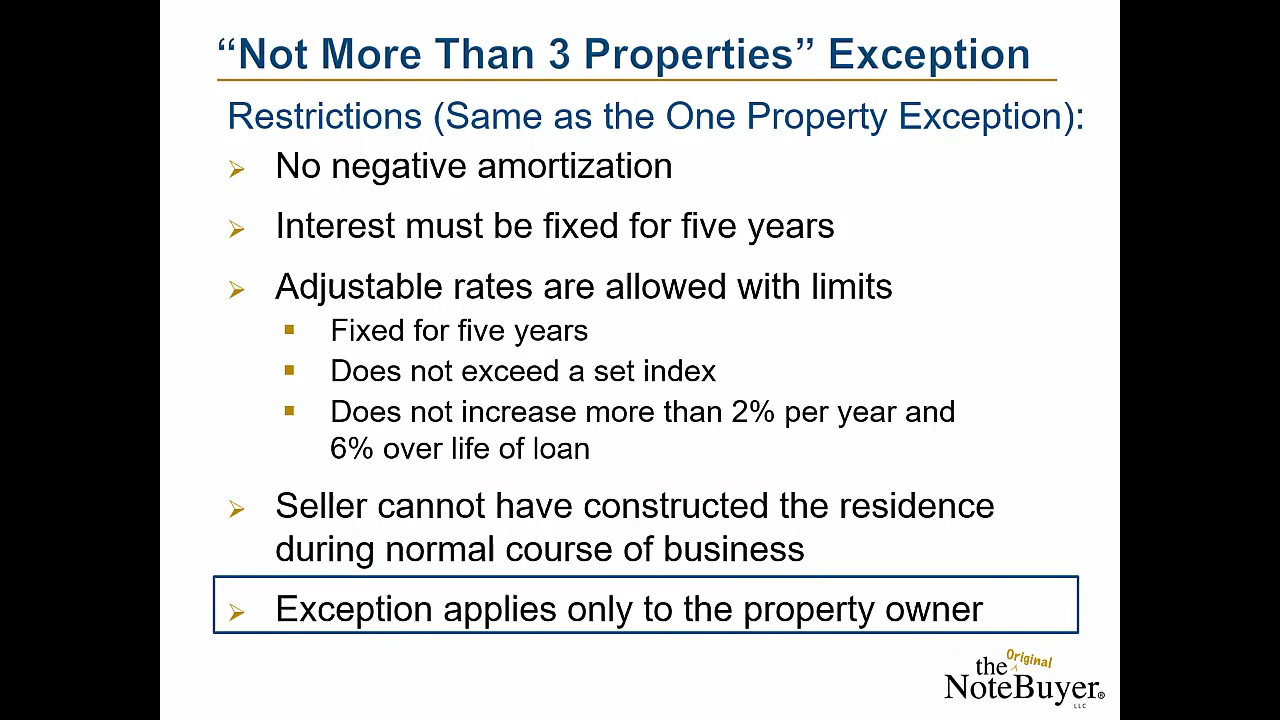 “Not More Than 3 Properties” Exception
Restrictions (Same as the One Property Exception):
No negative amortization
Interest must be fixed for five years
Adjustable rates are allowed with limits
Fixed for five years
Does not exceed a set index
Does not increase more than 2% per year and
6% over life of loan
Seller cannot have constructed the residence
during normal course of business
Exception applies only to the property owner
the Original
NoteBuyer®
LLC